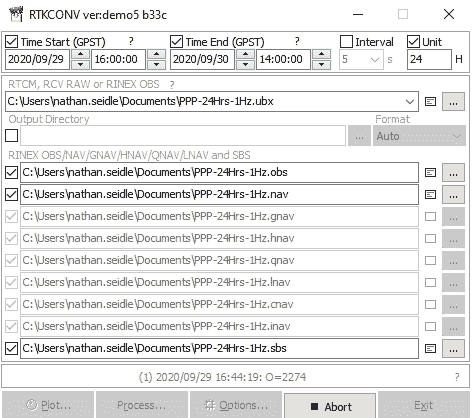 RTKCONV ver:demo5 b33c
Time Start (GPST) ? Time End (GPST) ? Interval Unit
2020/09/29 16:00:00 2020/09/30 14:00:00 5 s 24 H
RTCM, RCV RAW or RINEX OBS ?
C:\Users\nathan.seidle\Documents\PPP-24Hrs-1Hz.ubx ...
Output Directory Format
... Auto
RINEX OBS/NAV/GNAV/HNAV/QNAV/LNAV and SBS
C:\Users\nathan.seidle\Documents\PPP-24Hrs-1Hz.obs ...
C:\Users\nathan.seidle\Documents\PPP-24Hrs-1Hz.nav ...
C:\Users\nathan.seidle\Documents\PPP-24Hrs-1Hz.gnav ...
C:\Users\nathan.seidle\Documents\PPP-24Hrs-1Hz.hnav ...
C:\Users\nathan.seidle\Documents\PPP-24Hrs-1Hz.qnav ...
C:\Users\nathan.seidle\Documents\PPP-24Hrs-1Hz.lnav ...
C:\Users\nathan.seidle\Documents\PPP-24Hrs-1Hz.cnav ...
C:\Users\nathan.seidle\Documents\PPP-24Hrs-1Hz.inav ...
C:\Users\nathan.seidle\Documents\PPP-24Hrs-1Hz.sbs ...
(1) 2020/09/29 16:44:19: O=2274 ?
Plot... Process... Options... Abort Exit